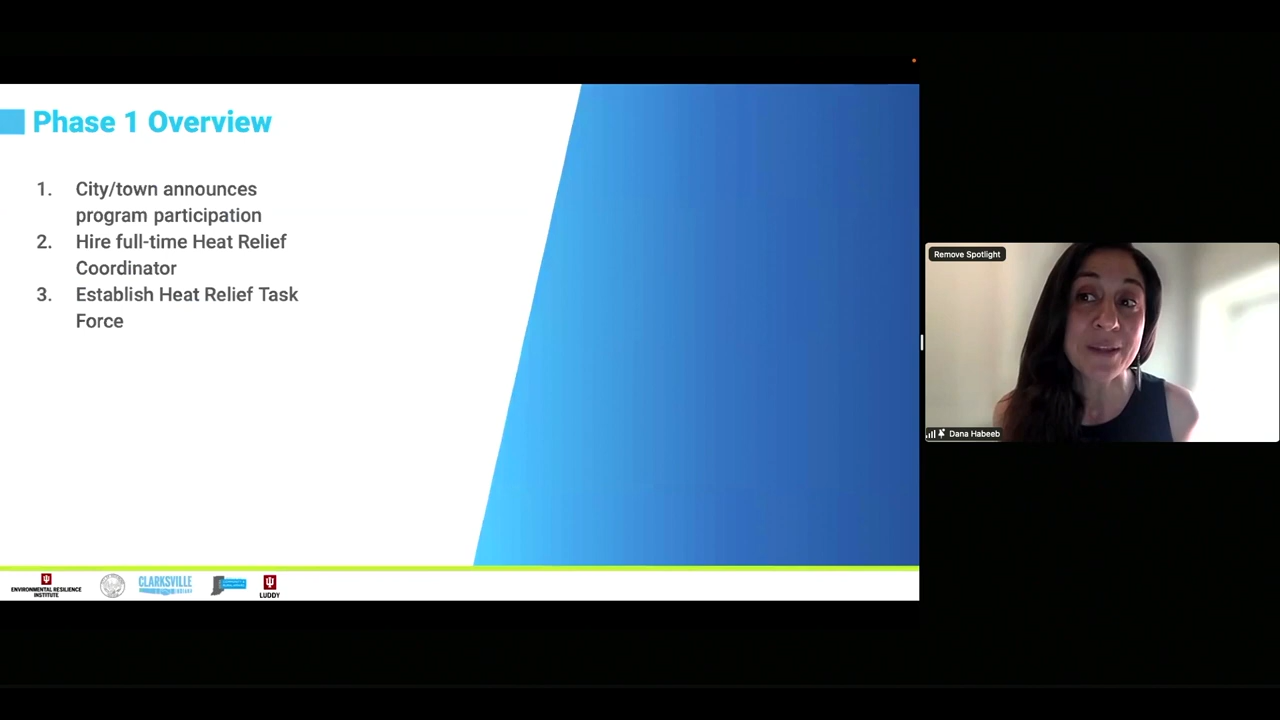 Phase 1 Overview
1. City/town announces
program participation
2. Hire full-time Heat Relief
Coordinator
3. Establish Heat Relief Task
Force
Remove Spotlight
Dana Habeeb
ENVIRONMENTAL RESILIENCE
INSTITUTE
CLARKSVILLE
LUDDY